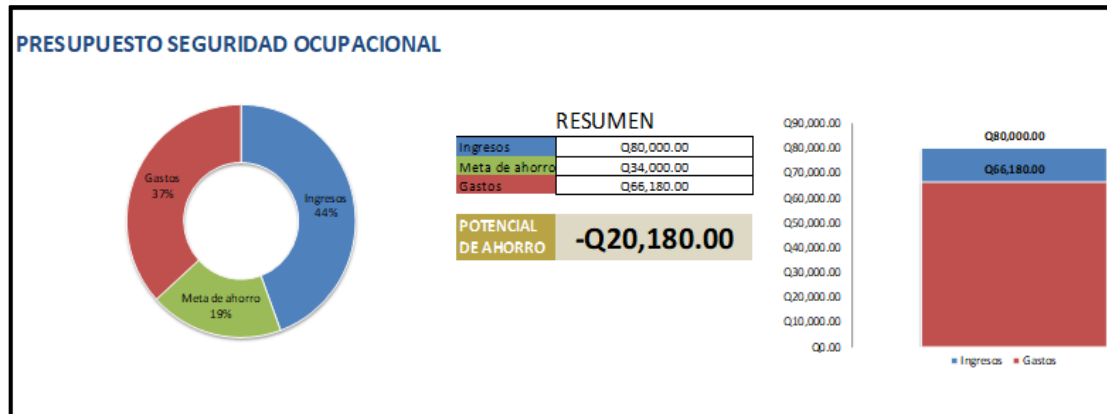 PRESUPUESTO SEGURIDAD OCUPACIONAL
Gastos
37%
Ingresos
44%
Meta de ahorro
19%
RESUMEN
Ingresos Q80,000.00
Meta de ahorro Q34,000.00
Gastos Q66,180.00
POTENCIAL
DE AHORRO
-Q20,180.00
Q90,000.00
Q80,000.00
Q70,000.00
Q60,000.00
Q50,000.00
Q40,000.00
Q30,000.00
Q20,000.00
Q10,000.00
Q0.00
Q80,000.00
Q66,180.00
Ingresos Gastos